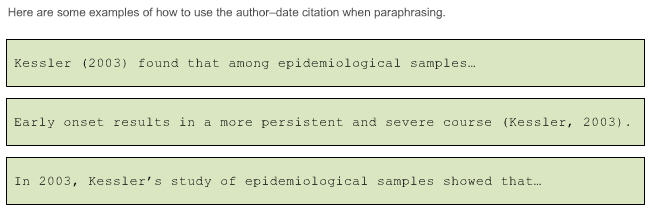 Here are some examples of how to use the author–date citation when paraphrasing.
Kessler (2003) found that among epidemiological samples…
Early onset results in a more persistent and severe course (Kessler, 2003).
In 2003, Kessler’s study of epidemiological samples showed that…